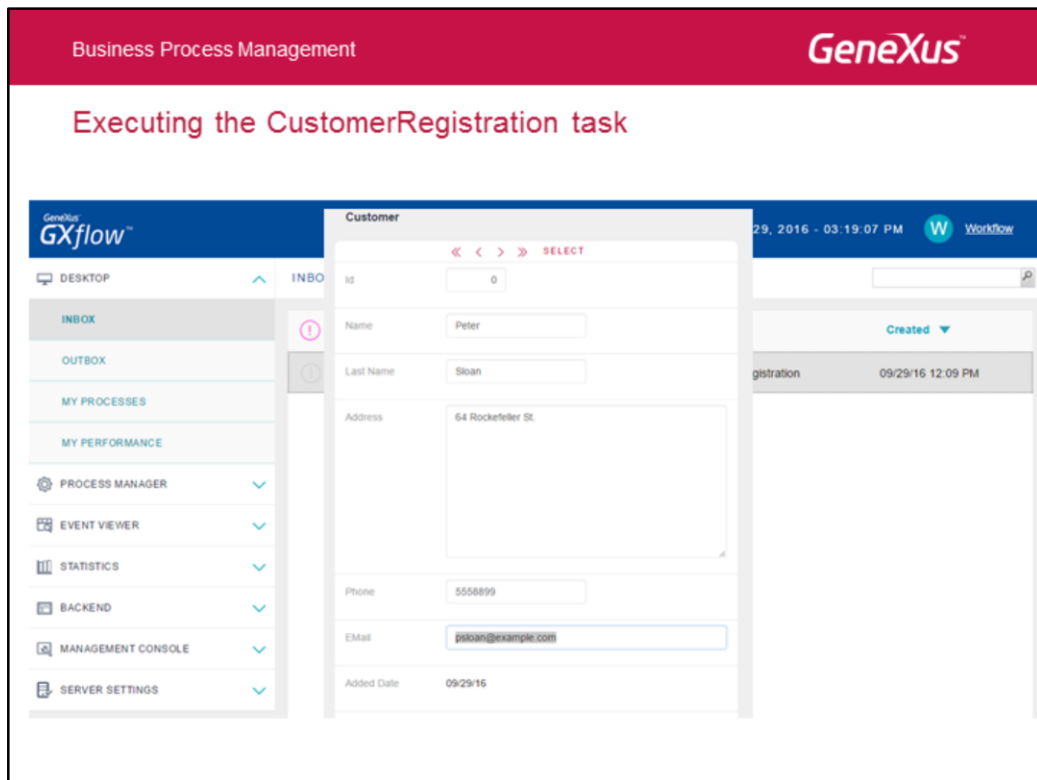 Business Process Management
GeneXus™
Executing the CustomerRegistration task
GeneXus
GXflow™
Customer
29, 2016 - 03:19:07 PM
W
Workflow
SELECT
DESKTOP
INBO
Id
0
INBOX
Name
Peter
Created
OUTBOX
Last Name
Sloan
gistration
09/29/16 12:09 PM
MY PROCESSES
Address
64 Rockefeller St.
MY PERFORMANCE
PROCESS MANAGER
EVENT VIEWER
STATISTICS
Phone
5558899
BACKEND
EMail
psloan@example.com
MANAGEMENT CONSOLE
Added Date
09/29/16
SERVER SETTINGS